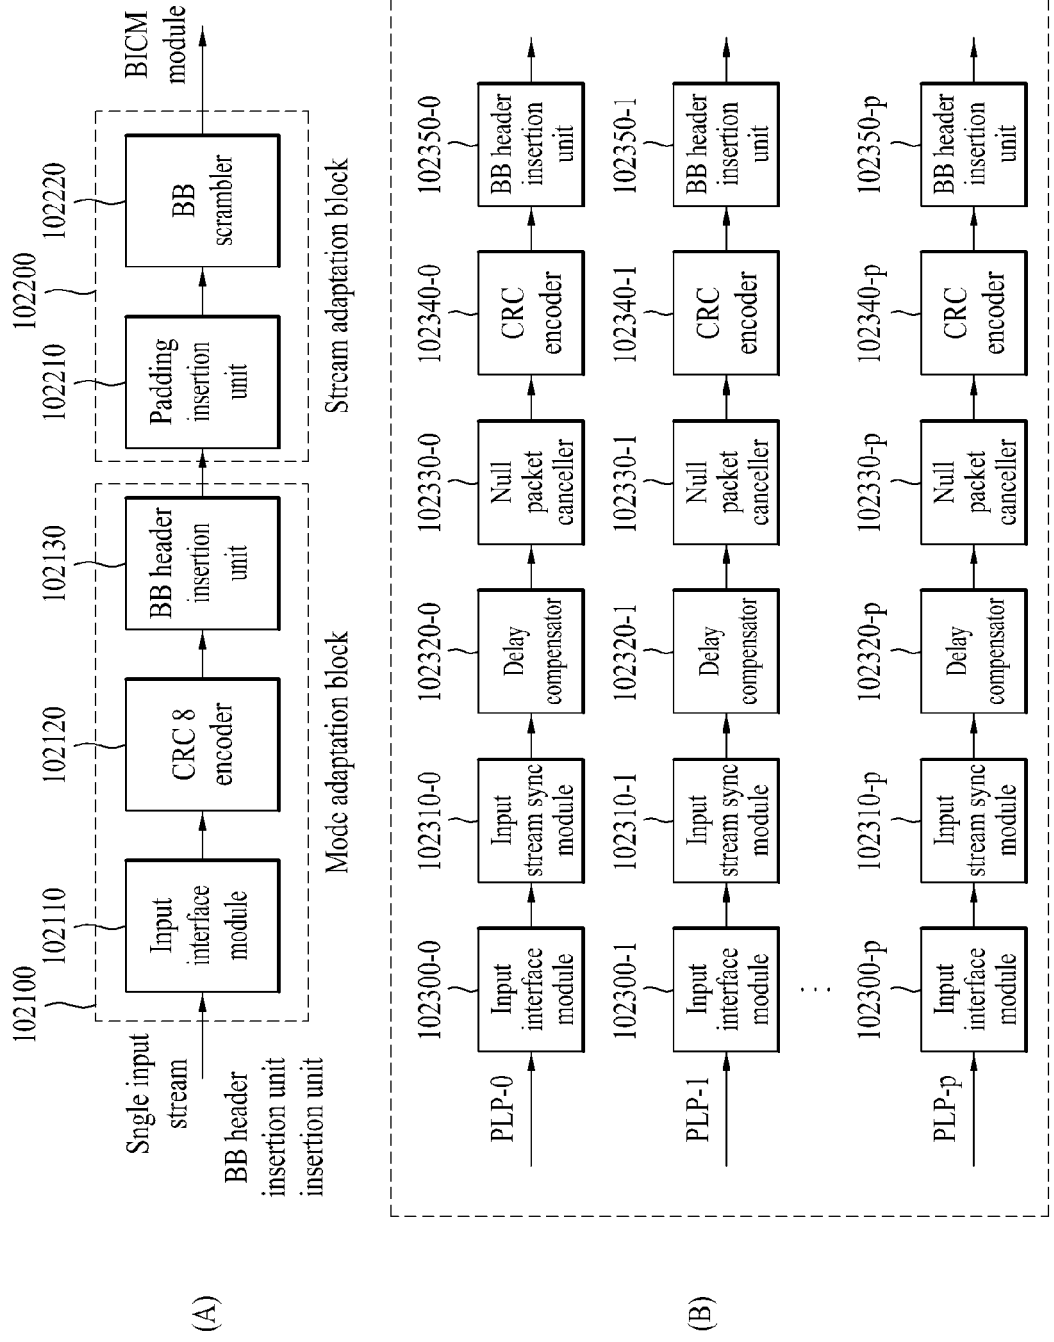 (A)
102100
102110
102120
102130
102200
102210
102220
Sngle input
stream
Input
interface
module
CRC 8
encoder
BB header
insertion
unit
Padding
insertion
unit
BB
scrambler
BICM
module
BB header
insertion unit
insertion unit
Mode adaptation block
Stream adaptation block
(B)
102300-0
102310-0
102320-0
102330-0
102340-0
102350-0
PLP-0
Input
interface
module
Input
stream sync
module
Delay
compensator
Null
packet
canceller
CRC
encoder
BB header
insertion
unit
102300-1
102310-1
102320-1
102330-1
102340-1
102350-1
PLP-1
Input
interface
module
Input
stream sync
module
Delay
compensator
Null
packet
canceller
CRC
encoder
BB header
insertion
unit
...
102300-p
102310-p
102320-p
102330-p
102340-p
102350-p
PLP-p
Input
interface
module
Input
stream sync
module
Delay
compensator
Null
packet
canceller
CRC
encoder
BB header
insertion
unit